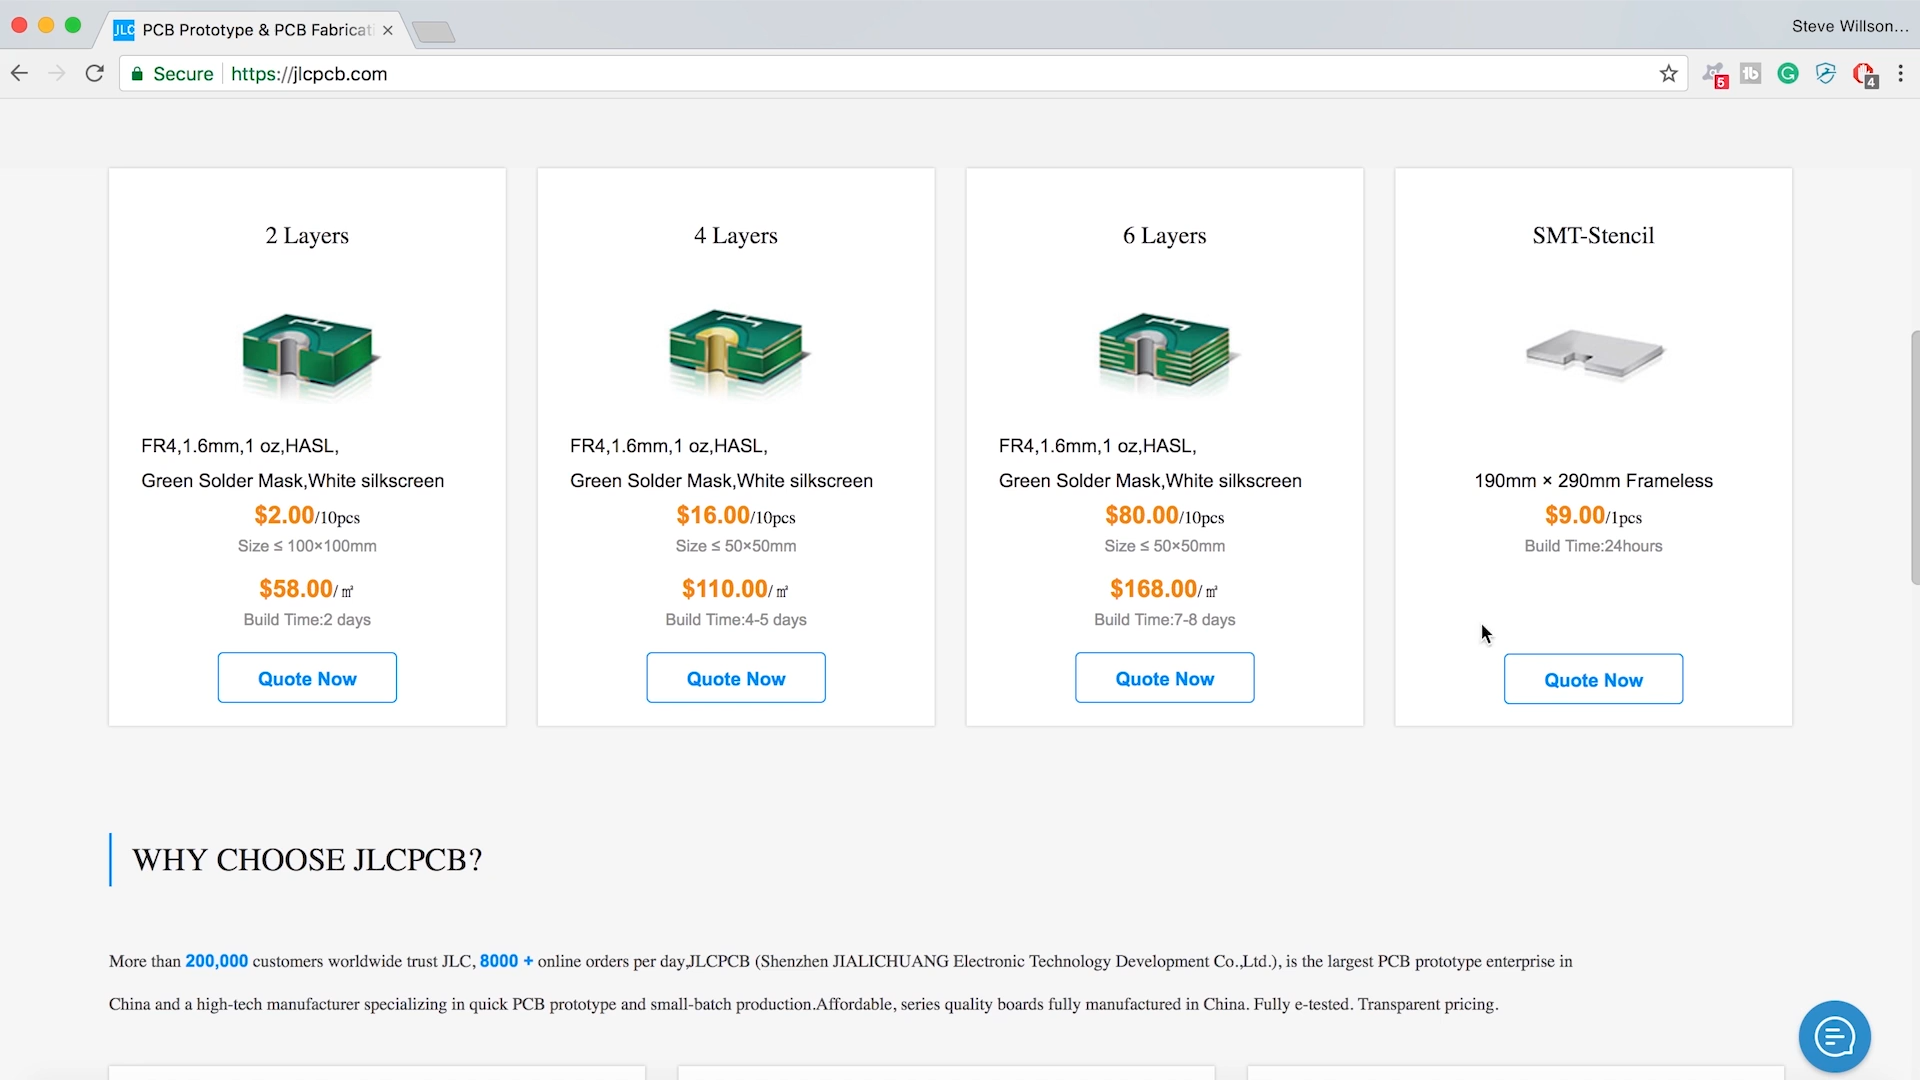 JLC PCB Prototype & PCB Fabricati
Steve Willson...
Secure https://jlcpcb.com
5
4
2 Layers
FR4,1.6mm,1 oz,HASL,
Green Solder Mask,White silkscreen
$2.00/10pcs
Size ≤ 100×100mm
$58.00/㎡
Build Time:2 days
Quote Now
4 Layers
FR4,1.6mm,1 oz,HASL,
Green Solder Mask,White silkscreen
$16.00/10pcs
Size ≤ 50×50mm
$110.00/㎡
Build Time:4-5 days
Quote Now
6 Layers
FR4,1.6mm,1 oz,HASL,
Green Solder Mask,White silkscreen
$80.00/10pcs
Size ≤ 50×50mm
$168.00/㎡
Build Time:7-8 days
Quote Now
SMT-Stencil
190mm × 290mm Frameless
$9.00/1pcs
Build Time:24hours
Quote Now
WHY CHOOSE JLCPCB?
More than 200,000 customers worldwide trust JLC, 8000 + online orders per day,JLCPCB (Shenzhen JIALICHUANG Electronic Technology Development Co.,Ltd.), is the largest PCB prototype enterprise in
China and a high-tech manufacturer specializing in quick PCB prototype and small-batch production.Affordable, series quality boards fully manufactured in China. Fully e-tested. Transparent pricing.